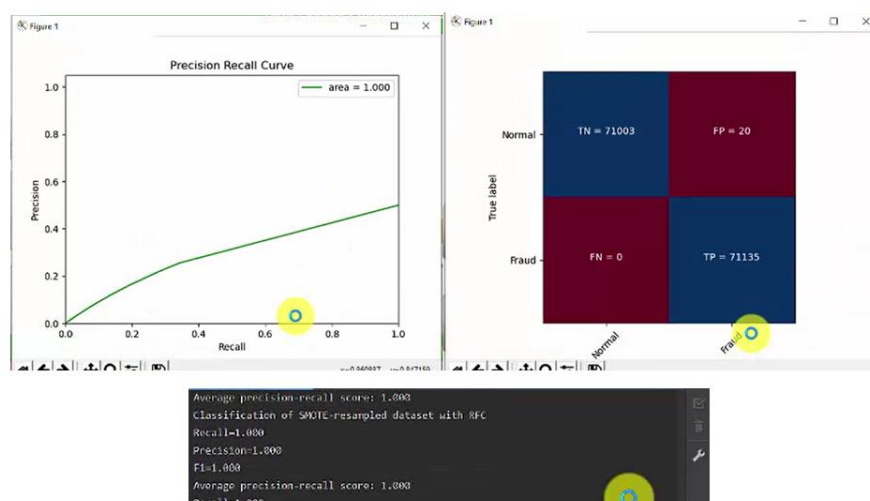 Figure 1
Precision Recall Curve
area = 1.000
1.0
0.8
0.6
0.4
0.2
0.0
Precision
0.0 0.2 0.4 0.6 0.8 1.0
Recall
Figure 1
Normal
Fraud
True label
TN = 71003
FP = 20
FN = 0
TP = 71135
Normal
Fraud
Average precision-recall score: 1.000
Classification of SMOTE-resampled dataset with RFC
Recall=1.000
Precision=1.000
F1=1.000
Average precision-recall score: 1.000